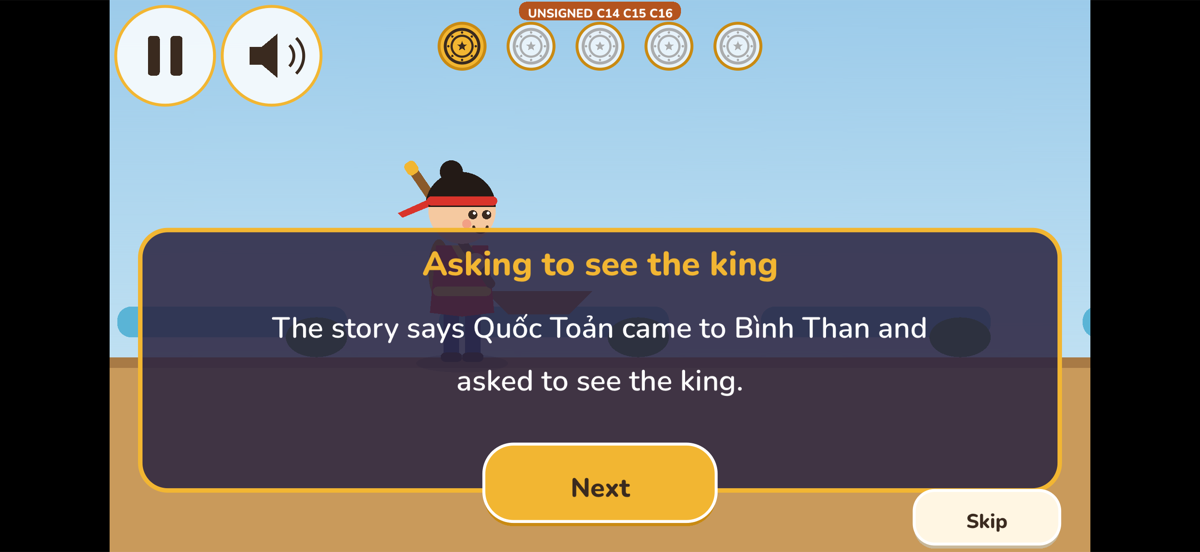 UNSIGNED C14 C15 C16
Asking to see the king
The story says Quốc Toản came to Bình Than and
asked to see the king.
Next
Skip